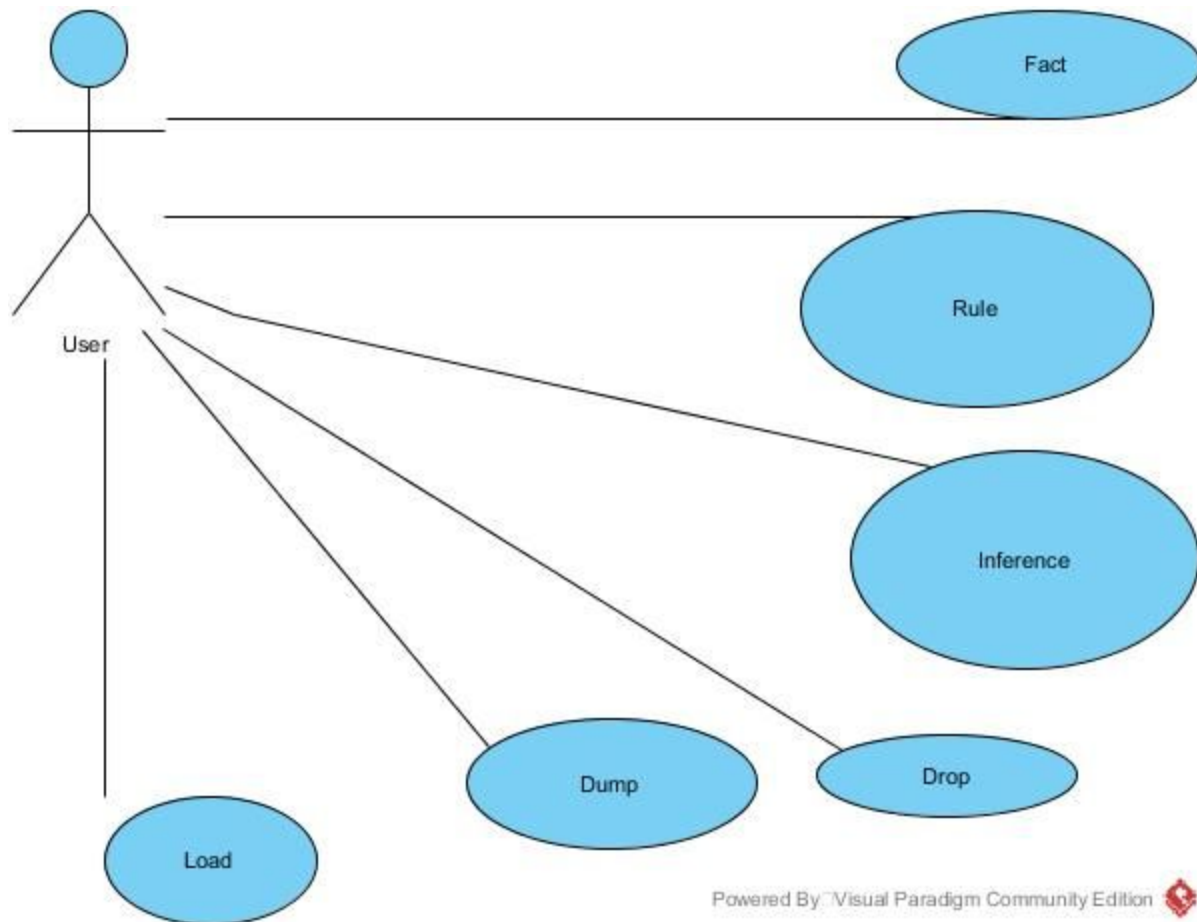 Fact
Rule
User
Inference
Drop
Dump
Load
Powered By Visual Paradigm Community Edition